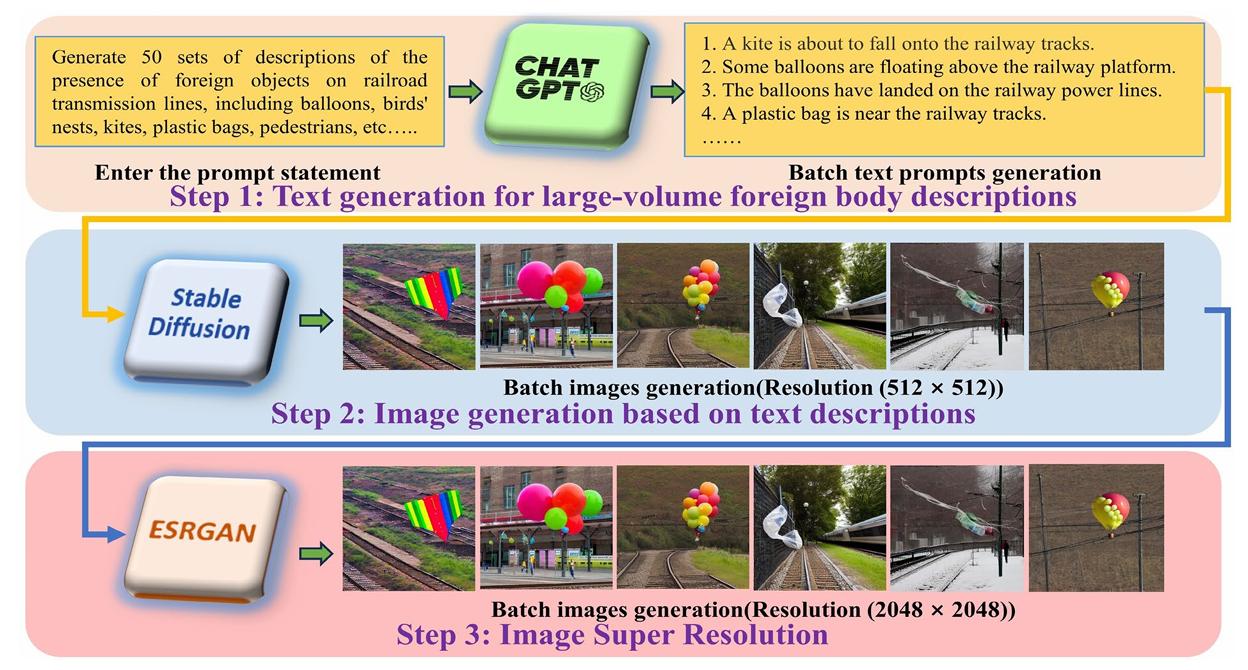 Generate 50 sets of descriptions of the
presence of foreign objects on railroad
transmission lines, including balloons, birds'
nests, kites, plastic bags, pedestrians, etc…..
CHAT
GPT
1. A kite is about to fall onto the railway tracks.
2. Some balloons are floating above the railway platform.
3. The balloons have landed on the railway power lines.
4. A plastic bag is near the railway tracks.
……
Enter the prompt statement
Batch text prompts generation
Step 1: Text generation for large-volume foreign body descriptions
Stable
Diffusion
Batch images generation(Resolution (512 × 512))
Step 2: Image generation based on text descriptions
ESRGAN
Batch images generation(Resolution (2048 × 2048))
Step 3: Image Super Resolution